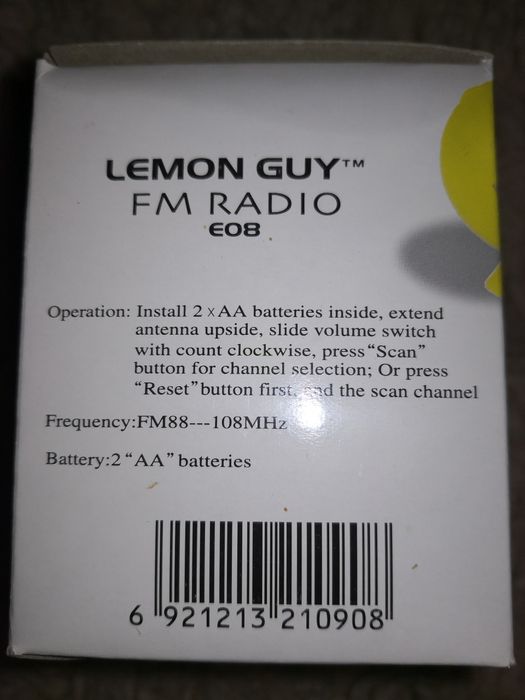 LEMON GUY™
FM RADIO
E08
Operation: Install 2 x AA batteries inside, extend
antenna upside, slide volume switch
with count clockwise, press “Scan”
button for channel selection; Or press
“Reset” button first, and the scan channel
Frequency:FM88---108MHz
Battery:2 “AA” batteries
6 921213 210908